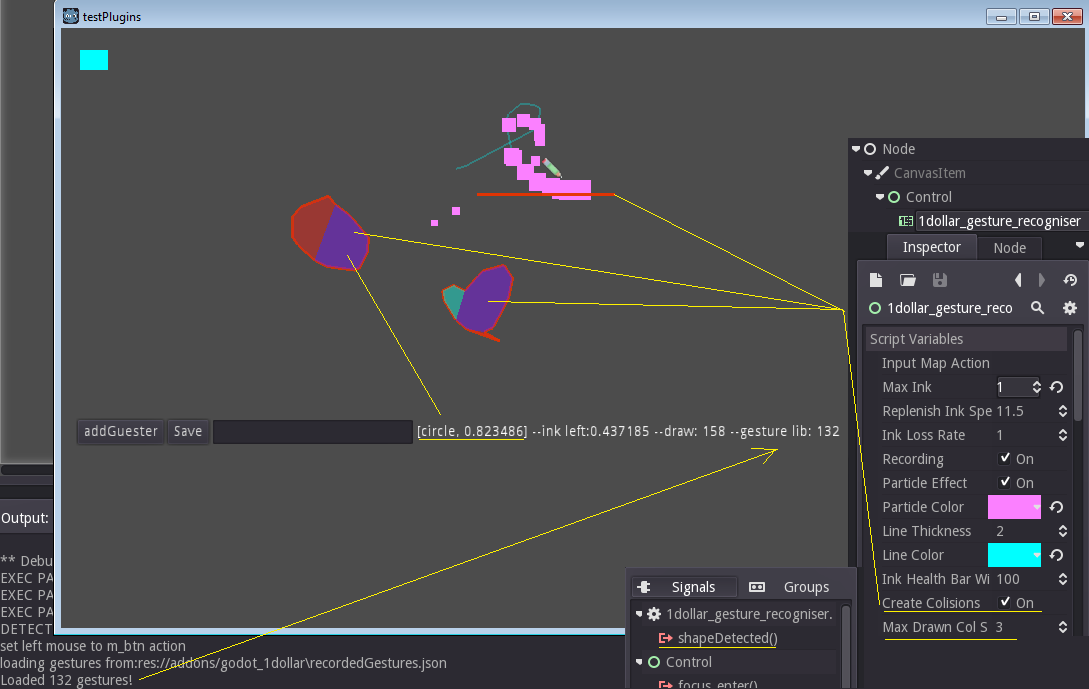 testPlugins
addGuester Save [circle, 0.823486] --ink left:0.437185 --draw: 158 --gesture lib: 132
Node
CanvasItem
Control
1dollar_gesture_recogniser
Inspector Node
1dollar_gesture_reco
Script Variables
Input Map Action
Max Ink 1
Replenish Ink Spe 11.5
Ink Loss Rate 1
Recording On
Particle Effect On
Particle Color
Line Thickness 2
Line Color
Ink Health Bar Wi 100
Create Colisions On
Max Drawn Col S 3
Signals Groups
1dollar_gesture_recogniser.
shapeDetected()
Control
focus_enter()
Output:
** Debu
EXEC PA
EXEC PA
EXEC PA
DETECT
set left mouse to m_btn action
loading gestures from:res://addons/godot_1dollar\recordedGestures.json
Loaded 132 gestures!